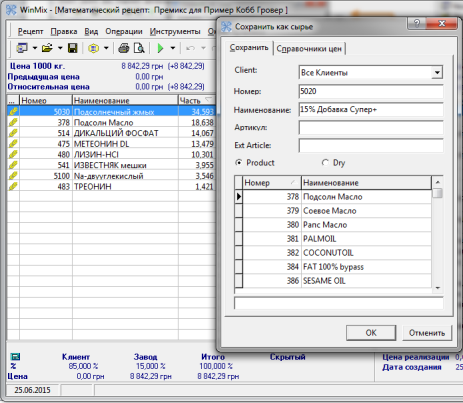 WinMix - [Математический рецепт: Премикс для Пример Кобб Гровер ]
Рецепт Правка Вид Операции Инструменты
Цена 1000 кг. 8 842,29 грн (+8 842,29)
Предыдущая цена 0,00 грн
Относительная цена 0,00 грн (+8 842,29)
... Номер Наименование Часть
5030 Подсолнечный жмых 34,593
378 Подсолн Масло 18,638
514 ДИКАЛЬЦИЙ ФОСФАТ 14,067
475 МЕТЕОНИН DL 13,479
480 ЛИЗИН-HCl 10,301
541 ИЗВЕСТНЯК мешки 3,955
5100 Na-двууглекислый 3,546
483 ТРЕОНИН 1,421
Клиент Завод Итого Скрытый
% 85,000 % 15,000 % 100,000 %
Цена 0,00 грн 8 842,29 грн 8 842,29 грн
Цена реализации
Дата создания 25
25.06.2015
Сохранить как сырье
Сохранить Справочники цен
Client: Все Клиенты
Номер: 5020
Наименование: 15% Добавка Супер+
Артикул:
Ext Article:
Product Dry
Номер Наименование
378 Подсолн Масло
379 Соевое Масло
380 Рапс Масло
381 PALMOIL
382 COCONUTOIL
384 FAT 100% bypass
386 SESAME OIL
OK Отменить